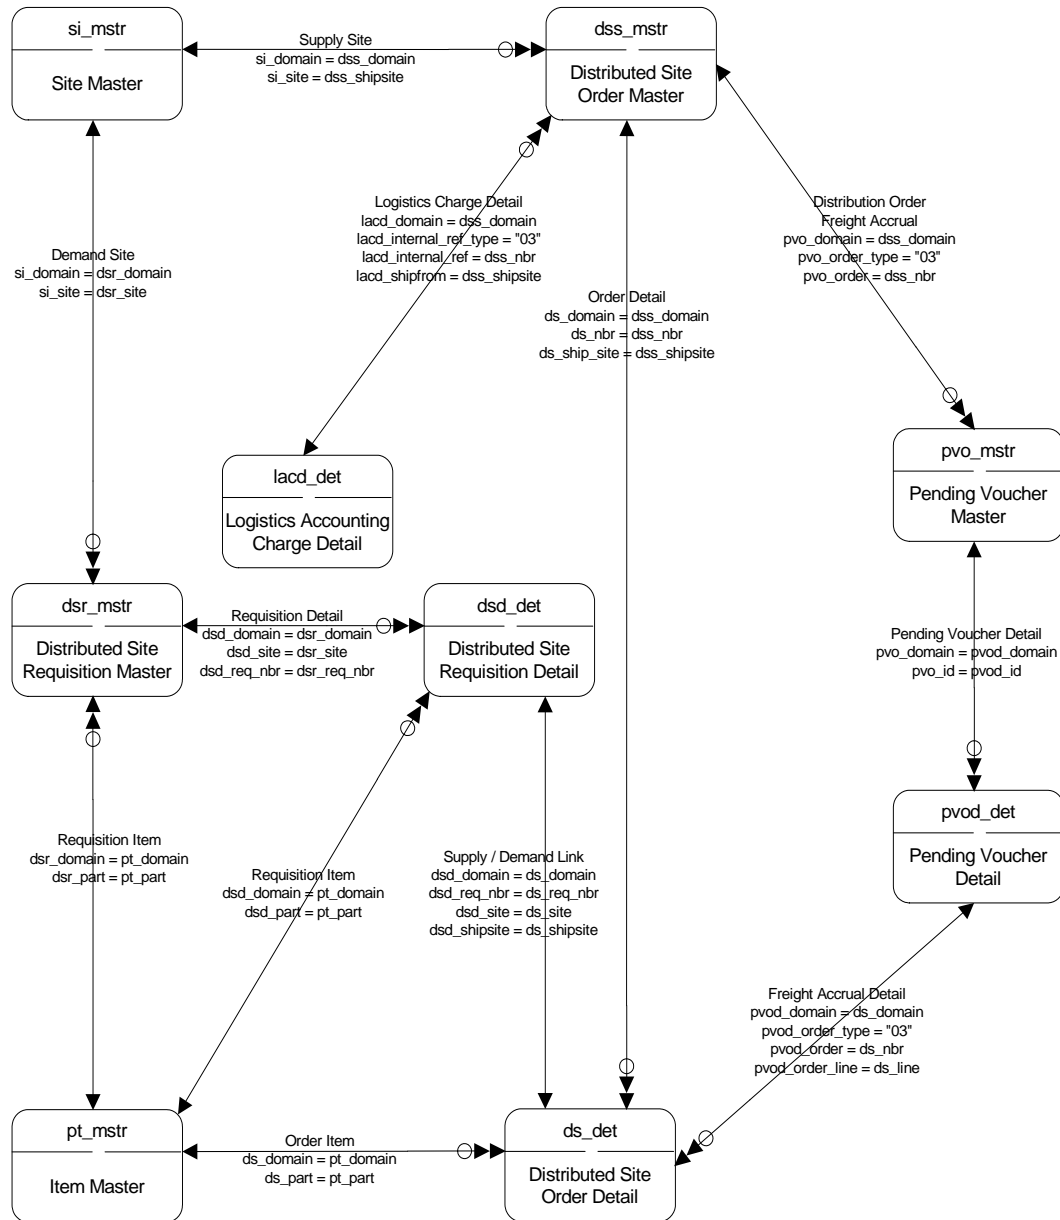 si_mstr
Site Master
Supply Site
si_domain = dss_domain
si_site = dss_shipsite
dss_mstr
Distributed Site
Order Master
Logistics Charge Detail
lacd_domain = dss_domain
lacd_internal_ref_type = "03"
lacd_internal_ref = dss_nbr
lacd_shipfrom = dss_shipsite
Distribution Order
Freight Accrual
pvo_domain = dss_domain
pvo_order_type = "03"
pvo_order = dss_nbr
Demand Site
si_domain = dsr_domain
si_site = dsr_site
Order Detail
ds_domain = dss_domain
ds_nbr = dss_nbr
ds_ship_site = dss_shipsite
lacd_det
Logistics Accounting
Charge Detail
pvo_mstr
Pending Voucher
Master
dsr_mstr
Distributed Site
Requisition Master
Requisition Detail
dsd_domain = dsr_domain
dsd_site = dsr_site
dsd_req_nbr = dsr_req_nbr
dsd_det
Distributed Site
Requisition Detail
Pending Voucher Detail
pvo_domain = pvod_domain
pvo_id = pvod_id
pvod_det
Pending Voucher
Detail
Requisition Item
dsr_domain = pt_domain
dsr_part = pt_part
Requisition Item
dsd_domain = pt_domain
dsd_part = pt_part
Supply / Demand Link
dsd_domain = ds_domain
dsd_req_nbr = ds_req_nbr
dsd_site = ds_site
dsd_shipsite = ds_shipsite
Freight Accrual Detail
pvod_domain = ds_domain
pvod_order_type = "03"
pvod_order = ds_nbr
pvod_order_line = ds_line
pt_mstr
Item Master
Order Item
ds_domain = pt_domain
ds_part = pt_part
ds_det
Distributed Site
Order Detail